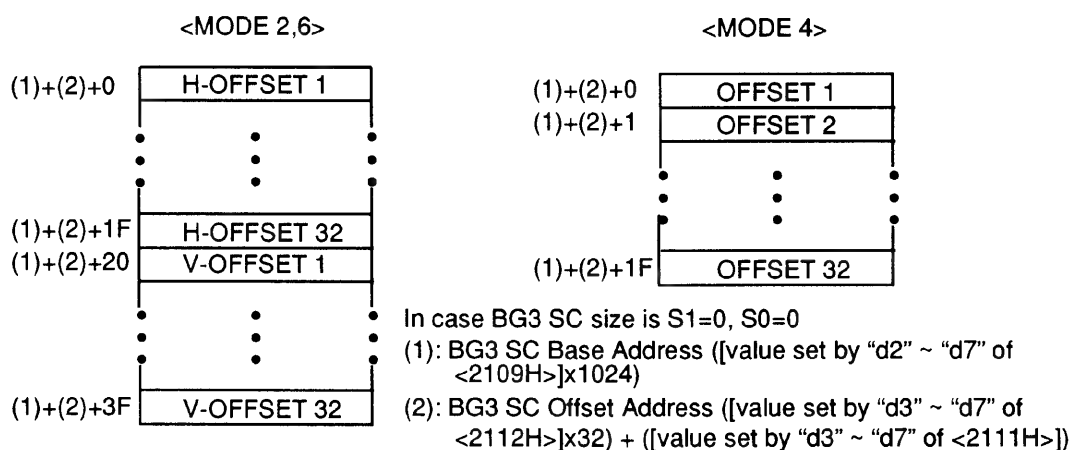 <MODE 2,6>
(1)+(2)+0 H-OFFSET 1
(1)+(2)+1F H-OFFSET 32
(1)+(2)+20 V-OFFSET 1
(1)+(2)+3F V-OFFSET 32
<MODE 4>
(1)+(2)+0 OFFSET 1
(1)+(2)+1 OFFSET 2
(1)+(2)+1F OFFSET 32
In case BG3 SC size is S1=0, S0=0
(1): BG3 SC Base Address ([value set by “d2” ~ “d7” of
<2109H>]x1024)
(2): BG3 SC Offset Address ([value set by “d3” ~ “d7” of
<2112H>]x32) + ([value set by “d3” ~ “d7” of <2111H>])